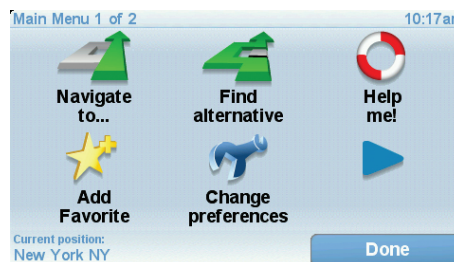 Main Menu 1 of 2
10:17am
Navigate
to...
Find
alternative
Help
me!
Add
Favorite
Change
preferences
Current position:
New York NY
Done